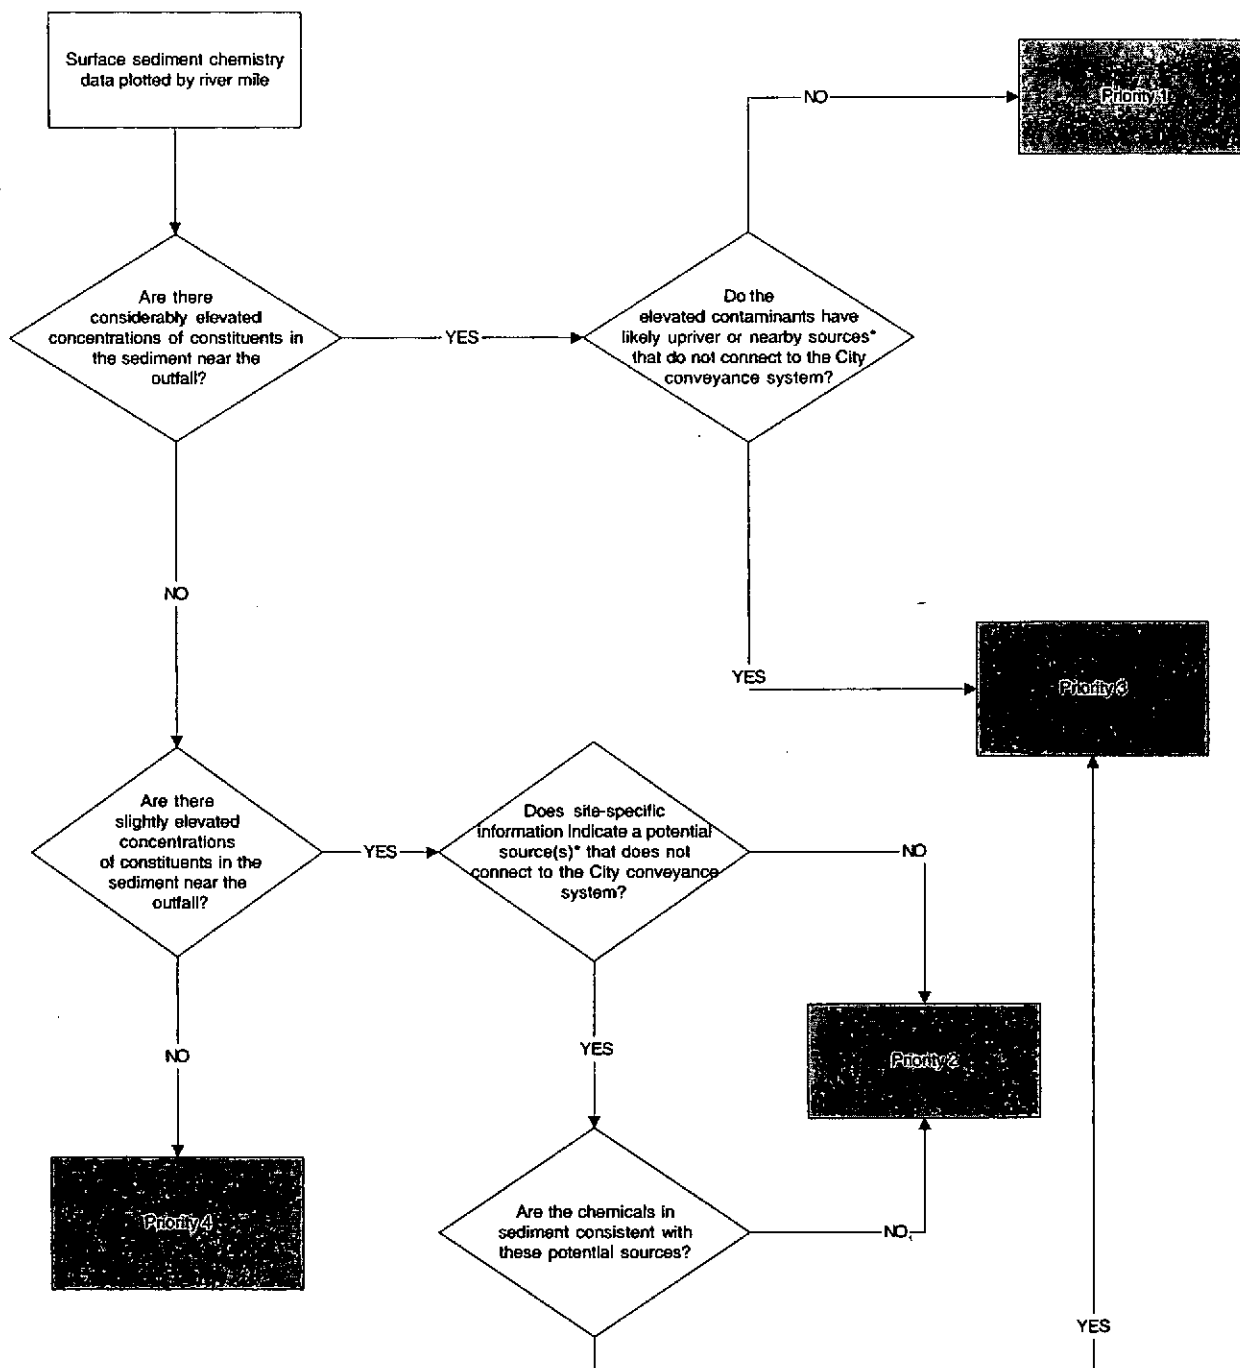 Surface sediment chemistry
data plotted by river mile
NO
Priority 1
Are there
considerably elevated
concentrations of constituents in
the sediment near the
outfall?
YES
Do the
elevated contaminants have
likely upriver or nearby sources*
that do not connect to the City
conveyance system?
NO
YES
Priority 3
Are there
slightly elevated
concentrations
of constituents in the
sediment near the
outfall?
YES
Does site-specific
information indicate a potential
source(s)* that does not
connect to the City conveyance
system?
NO
NO
YES
Priority 2
Priority 4
Are the chemicals in
sediment consistent with
these potential sources?
NO
YES